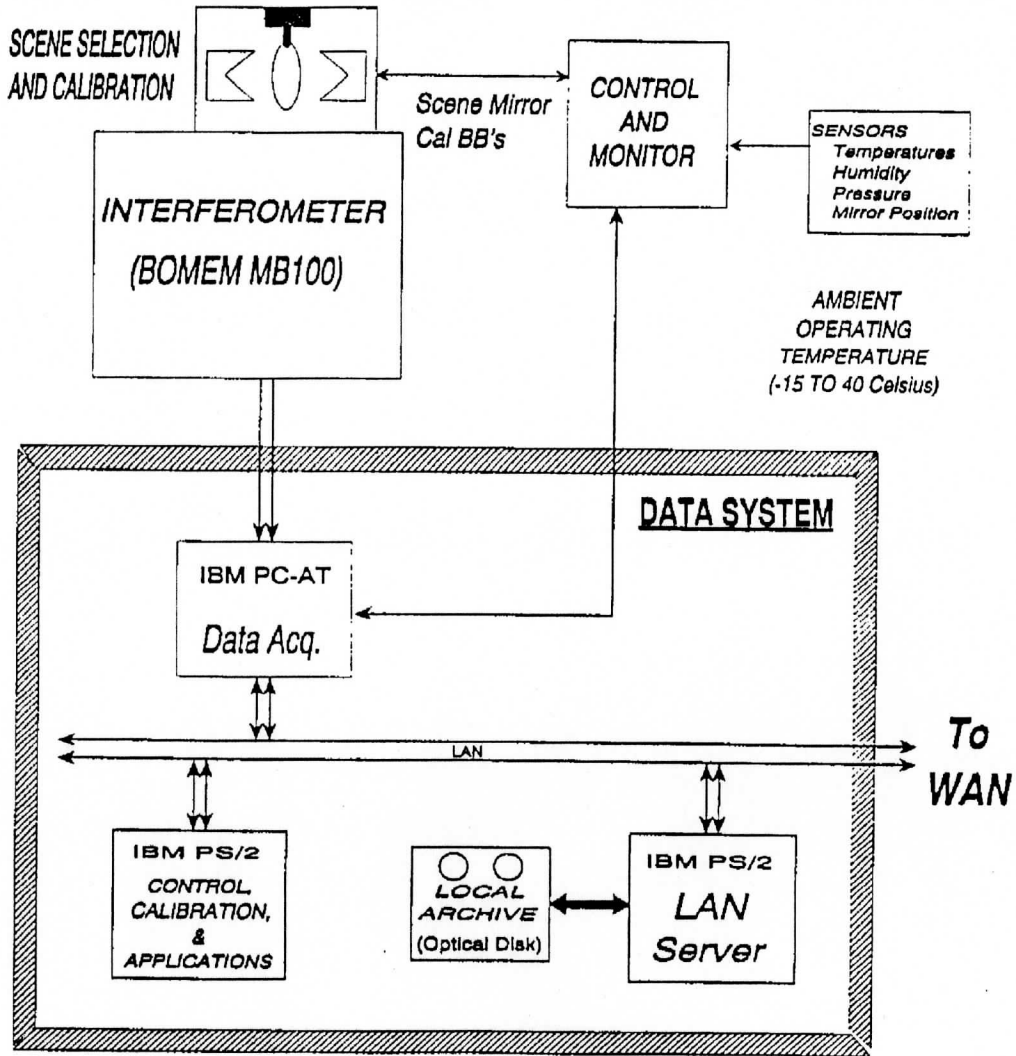 SCENE SELECTION
AND CALIBRATION
Scene Mirror
Cal BB's
CONTROL
AND
MONITOR
SENSORS
Temperatures
Humidity
Pressure
Mirror Position
INTERFEROMETER
(BOMEM MB100)
AMBIENT
OPERATING
TEMPERATURE
(-15 TO 40 Celsius)
DATA SYSTEM
IBM PC-AT
Data Acq.
LAN
To
WAN
IBM PS/2
CONTROL,
CALIBRATION,
&
APPLICATIONS
LOCAL
ARCHIVE
(Optical Disk)
IBM PS/2
LAN
Server